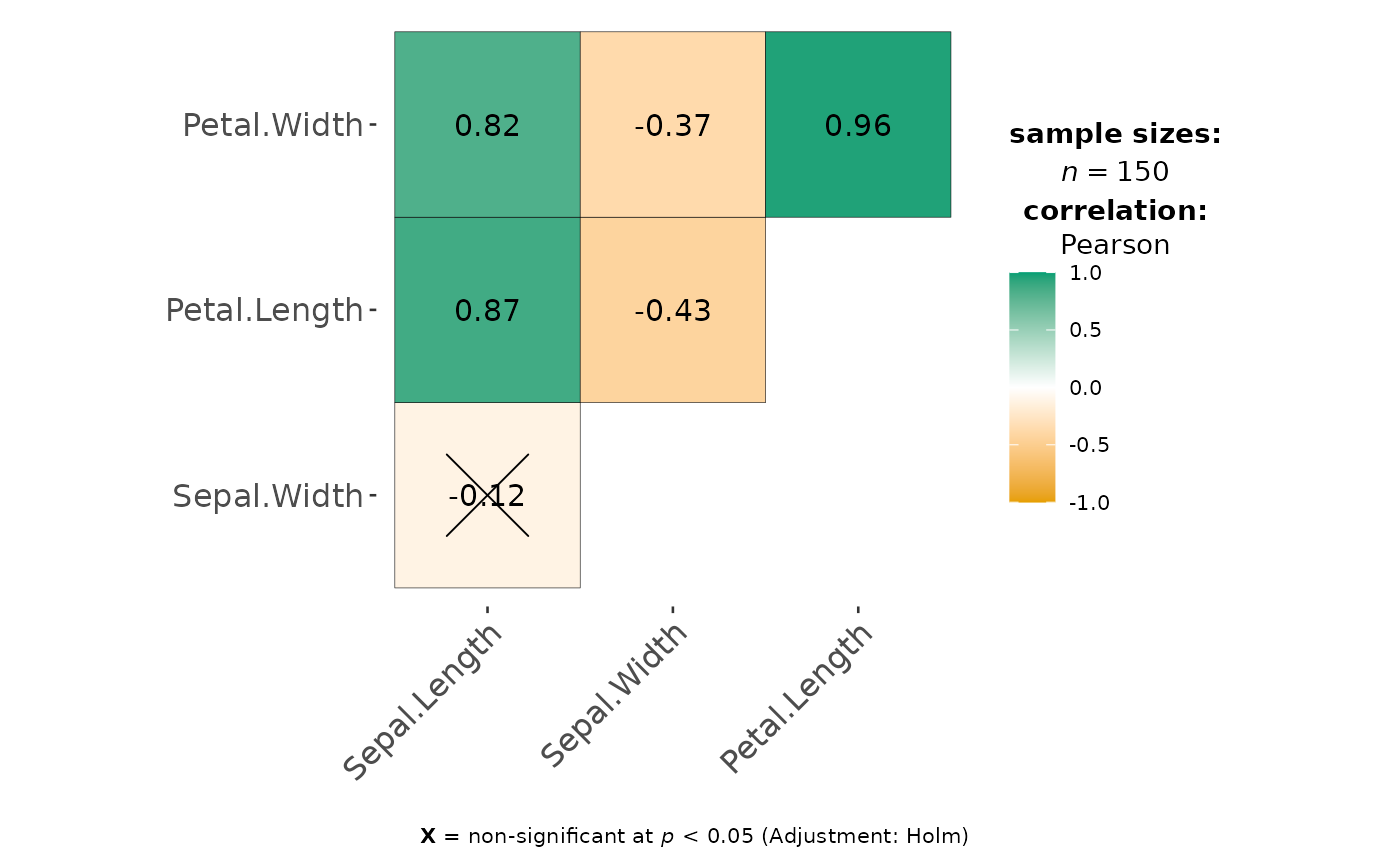 Petal.Width
0.82
-0.37
0.96
Petal.Length
0.87
-0.43
Sepal.Width
-0.12
Sepal.Length
Sepal.Width
Petal.Length
sample sizes:
n = 150
correlation:
Pearson
1.0
0.5
0.0
-0.5
-1.0
X = non-significant at p < 0.05 (Adjustment: Holm)